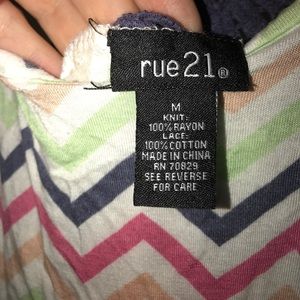 rue21®
M
KNIT:
100%RAYON
LACE:
100%COTTON
MADE IN CHINA
RN 70829
SEE REVERSE
FOR CARE